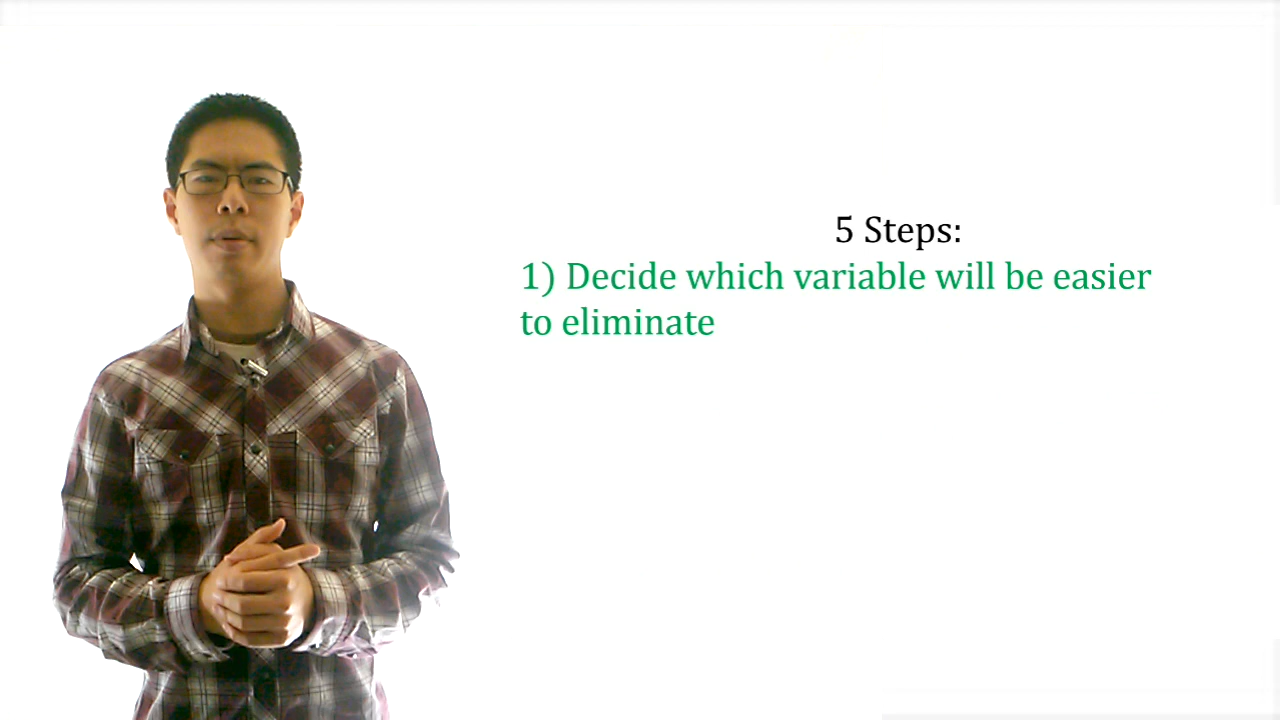 5 Steps:
1) Decide which variable will be easier
to eliminate